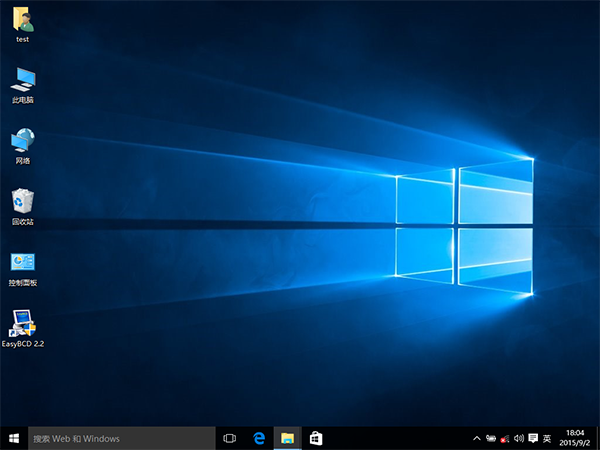 test
此电脑
网络
回收站
控制面板
EasyBCD 2.2
搜索 Web 和 Windows
英
18:04
2015/9/2